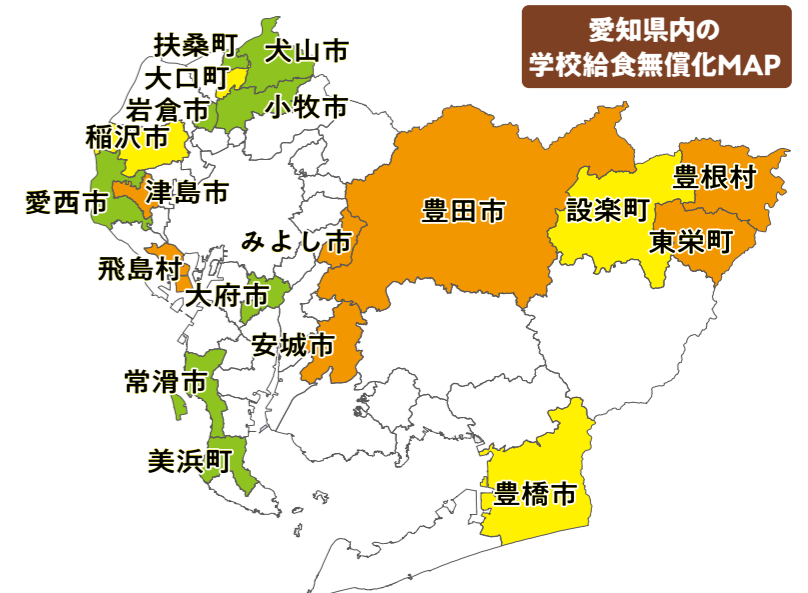 愛知県内の
学校給食無償化MAP
扶桑町
犬山市
大口町
岩倉市
小牧市
稲沢市
愛西市
津島市
豊田市
設楽町
豊根村
みよし市
東栄町
飛島村
大府市
安城市
常滑市
美浜町
豊橋市